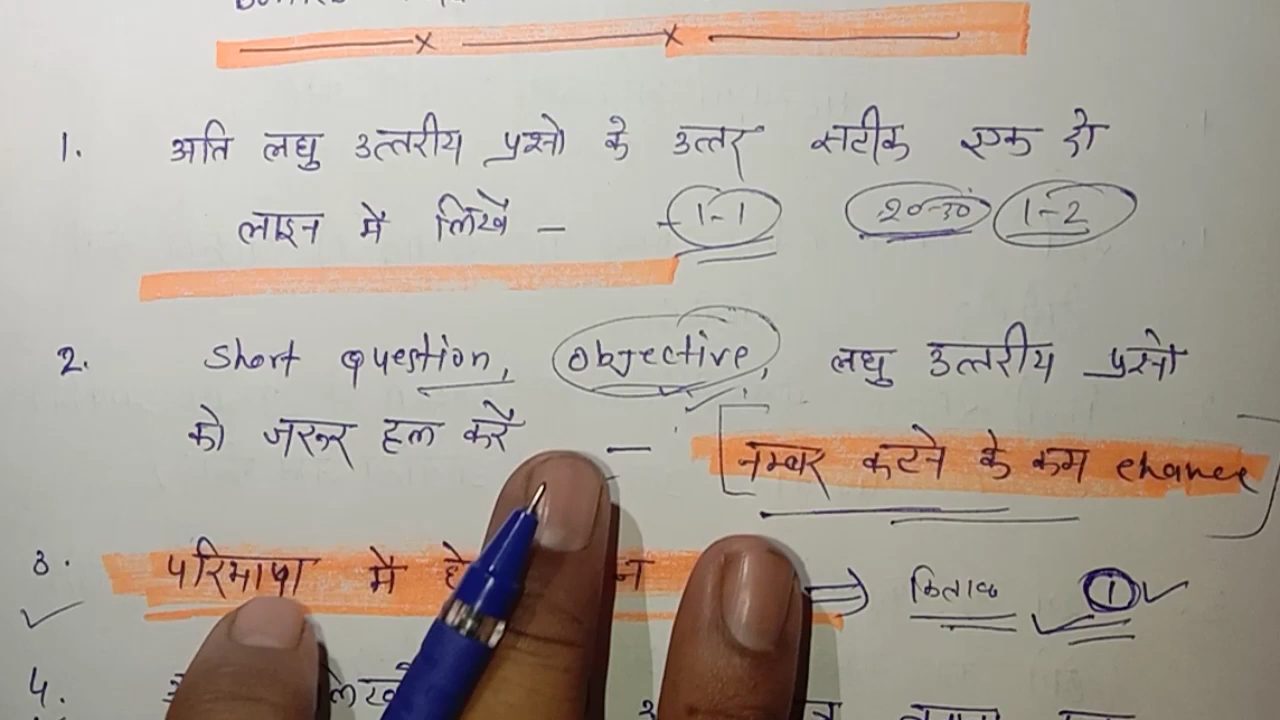 1. अति लघु उत्तरीय प्रश्नो के उत्तर सटीक एक दो
लाइन में लिखें - 1-1 20-30 1-2
2. Short question, Objective, लघु उत्तरीय प्रश्नो
को जरूर हल करें - [नम्बर कटने के कम chance]
3. परिभाषा में ⇒ किताब 1
4.